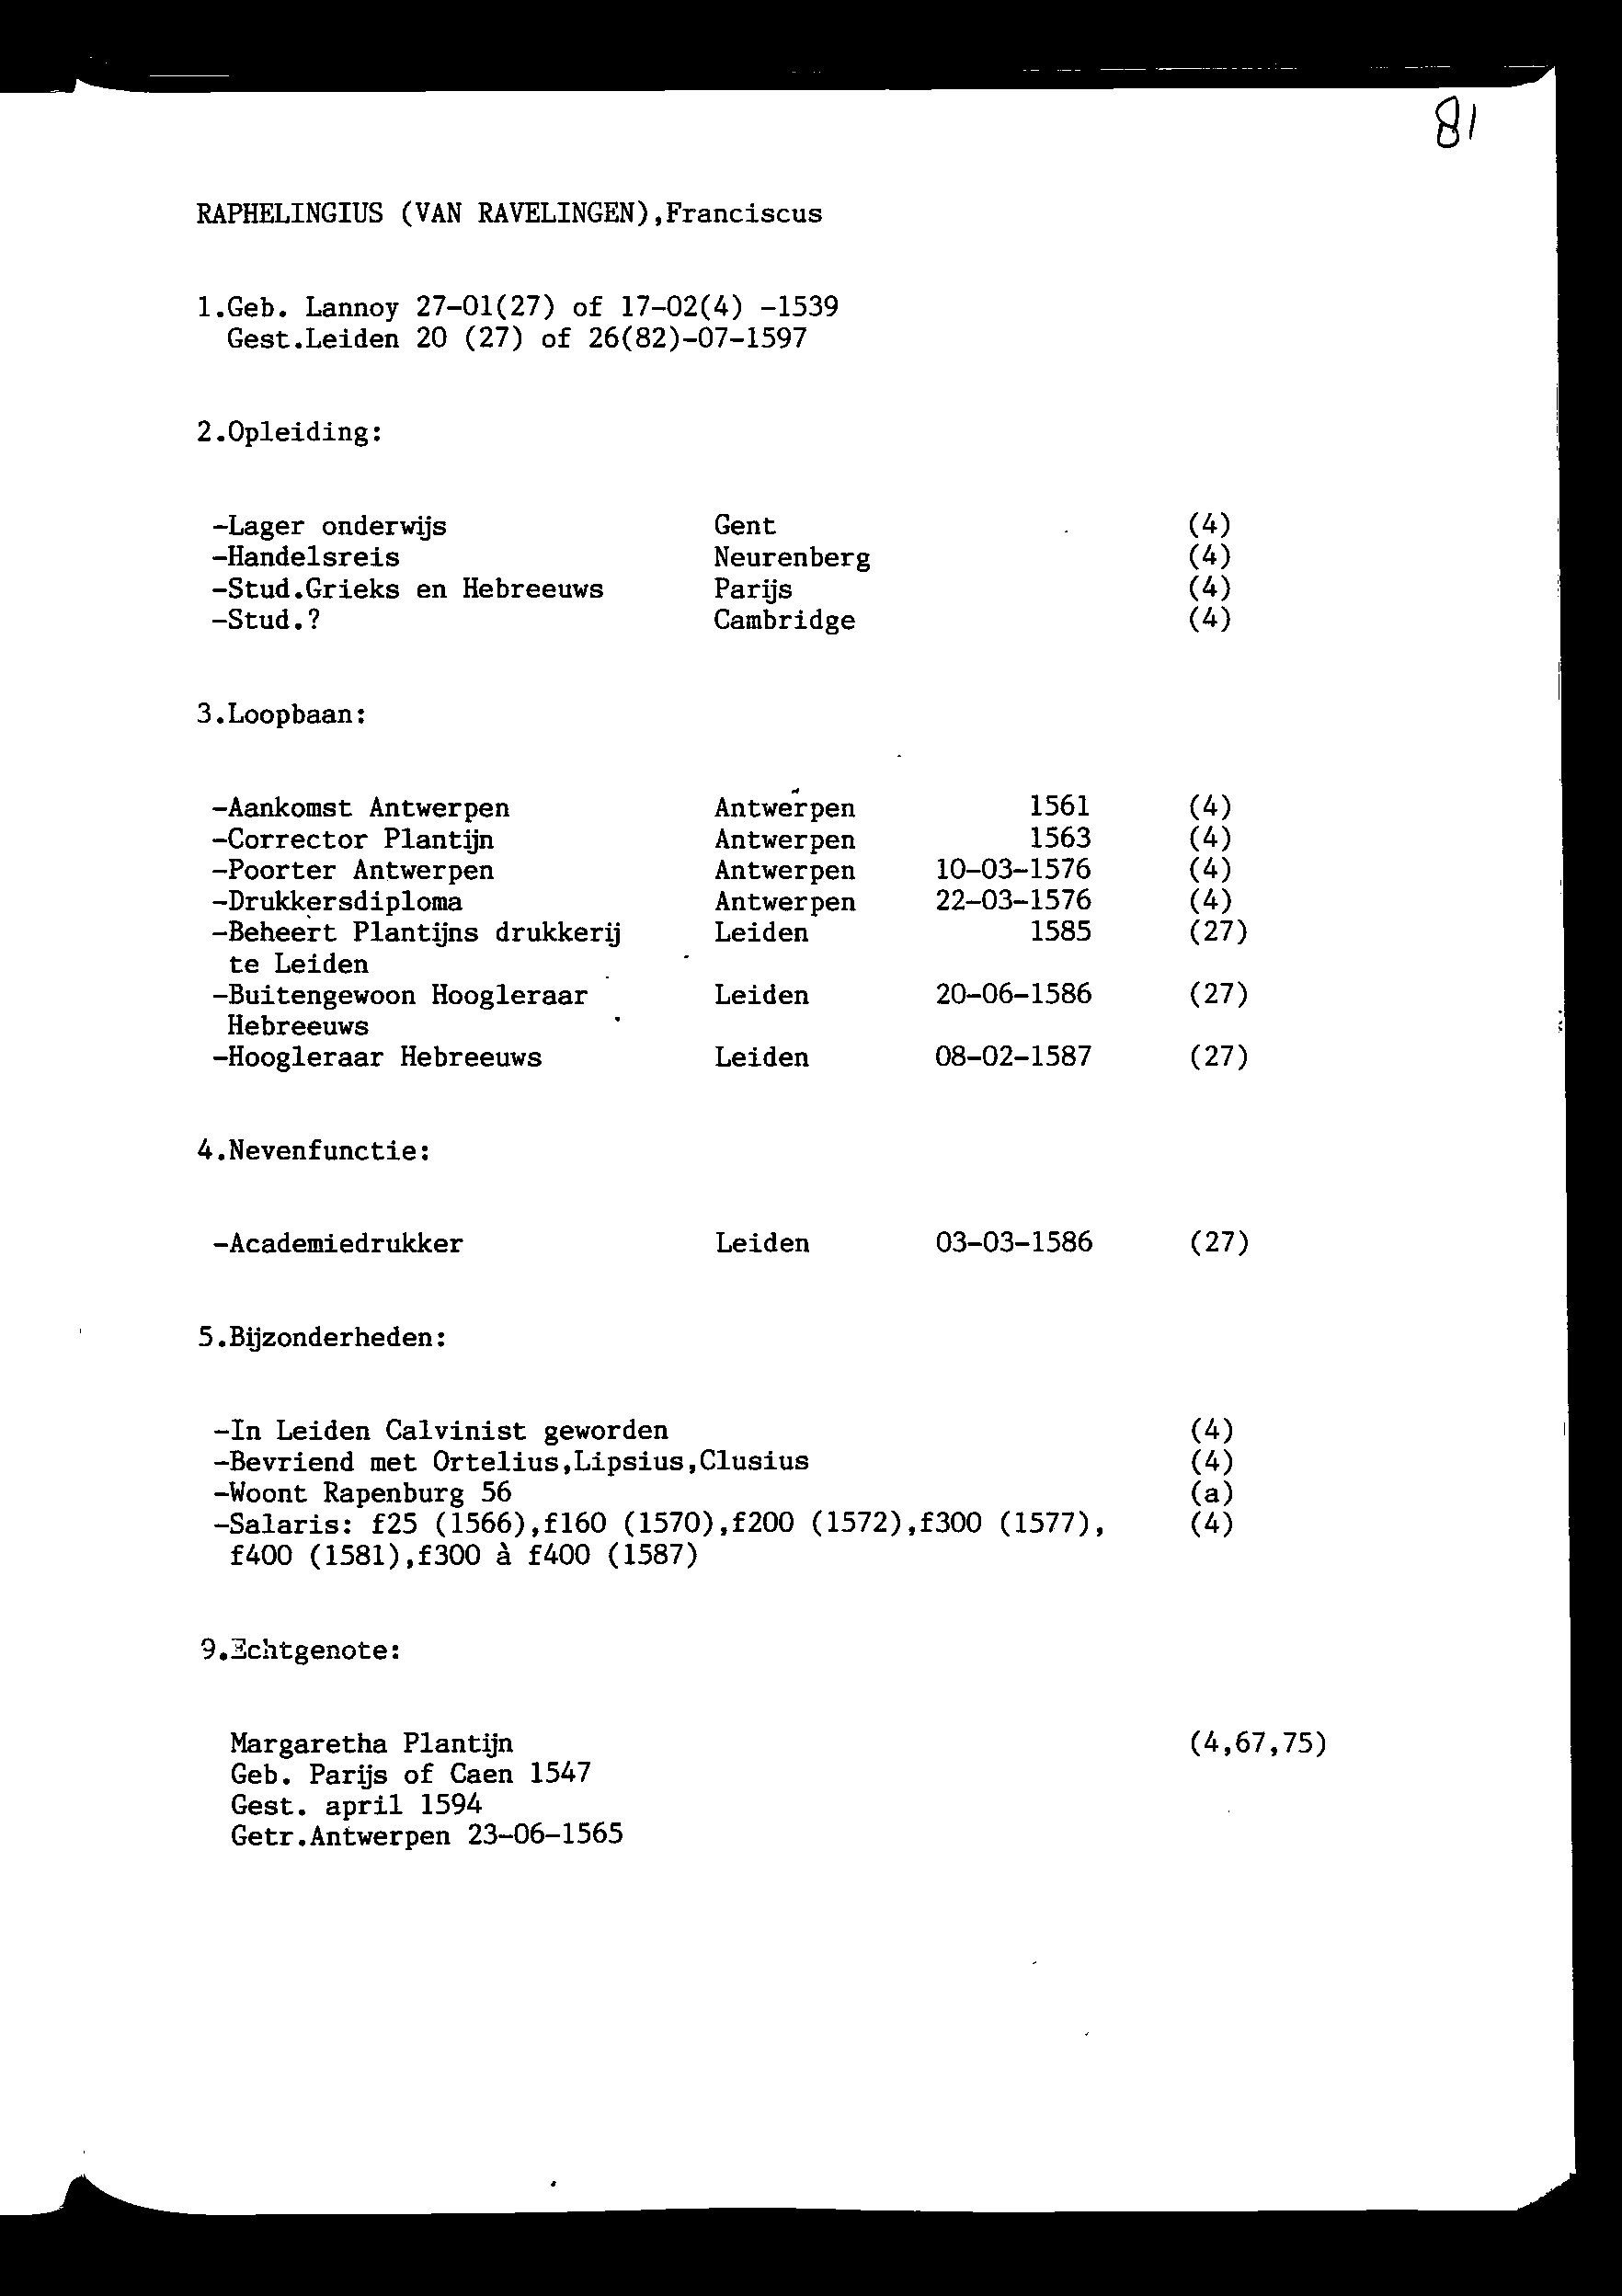 81
RAPHELINGIUS (VAN RAVELINGEN),Franciscus
1.Geb. Lannoy 27-01(27) of 17-02(4) -1539
Gest.Leiden 20 (27) of 26(82)-07-1597
2.Opleiding:
-Lager onderwijs Gent (4)
-Handelsreis Neurenberg (4)
-Stud.Grieks en Hebreeuws Parijs (4)
-Stud.? Cambridge (4)
3.Loopbaan:
-Aankomst Antwerpen Antwerpen 1561 (4)
-Corrector Plantijn Antwerpen 1563 (4)
-Poorter Antwerpen Antwerpen 10-03-1576 (4)
-Drukkersdiploma Antwerpen 22-03-1576 (4)
-Beheert Plantijns drukkerij Leiden 1585 (27)
te Leiden
-Buitengewoon Hoogleraar Leiden 20-06-1586 (27)
Hebreeuws
-Hoogleraar Hebreeuws Leiden 08-02-1587 (27)
4.Nevenfunctie:
-Academiedrukker Leiden 03-03-1586 (27)
5.Bijzonderheden:
-In Leiden Calvinist geworden (4)
-Bevriend met Ortelius,Lipsius,Clusius (4)
-Woont Rapenburg 56 (a)
-Salaris: f25 (1566),f160 (1570),f200 (1572),f300 (1577), (4)
f400 (1581),f300 à f400 (1587)
9.Echtgenote:
Margaretha Plantijn (4,67,75)
Geb. Parijs of Caen 1547
Gest. april 1594
Getr.Antwerpen 23-06-1565